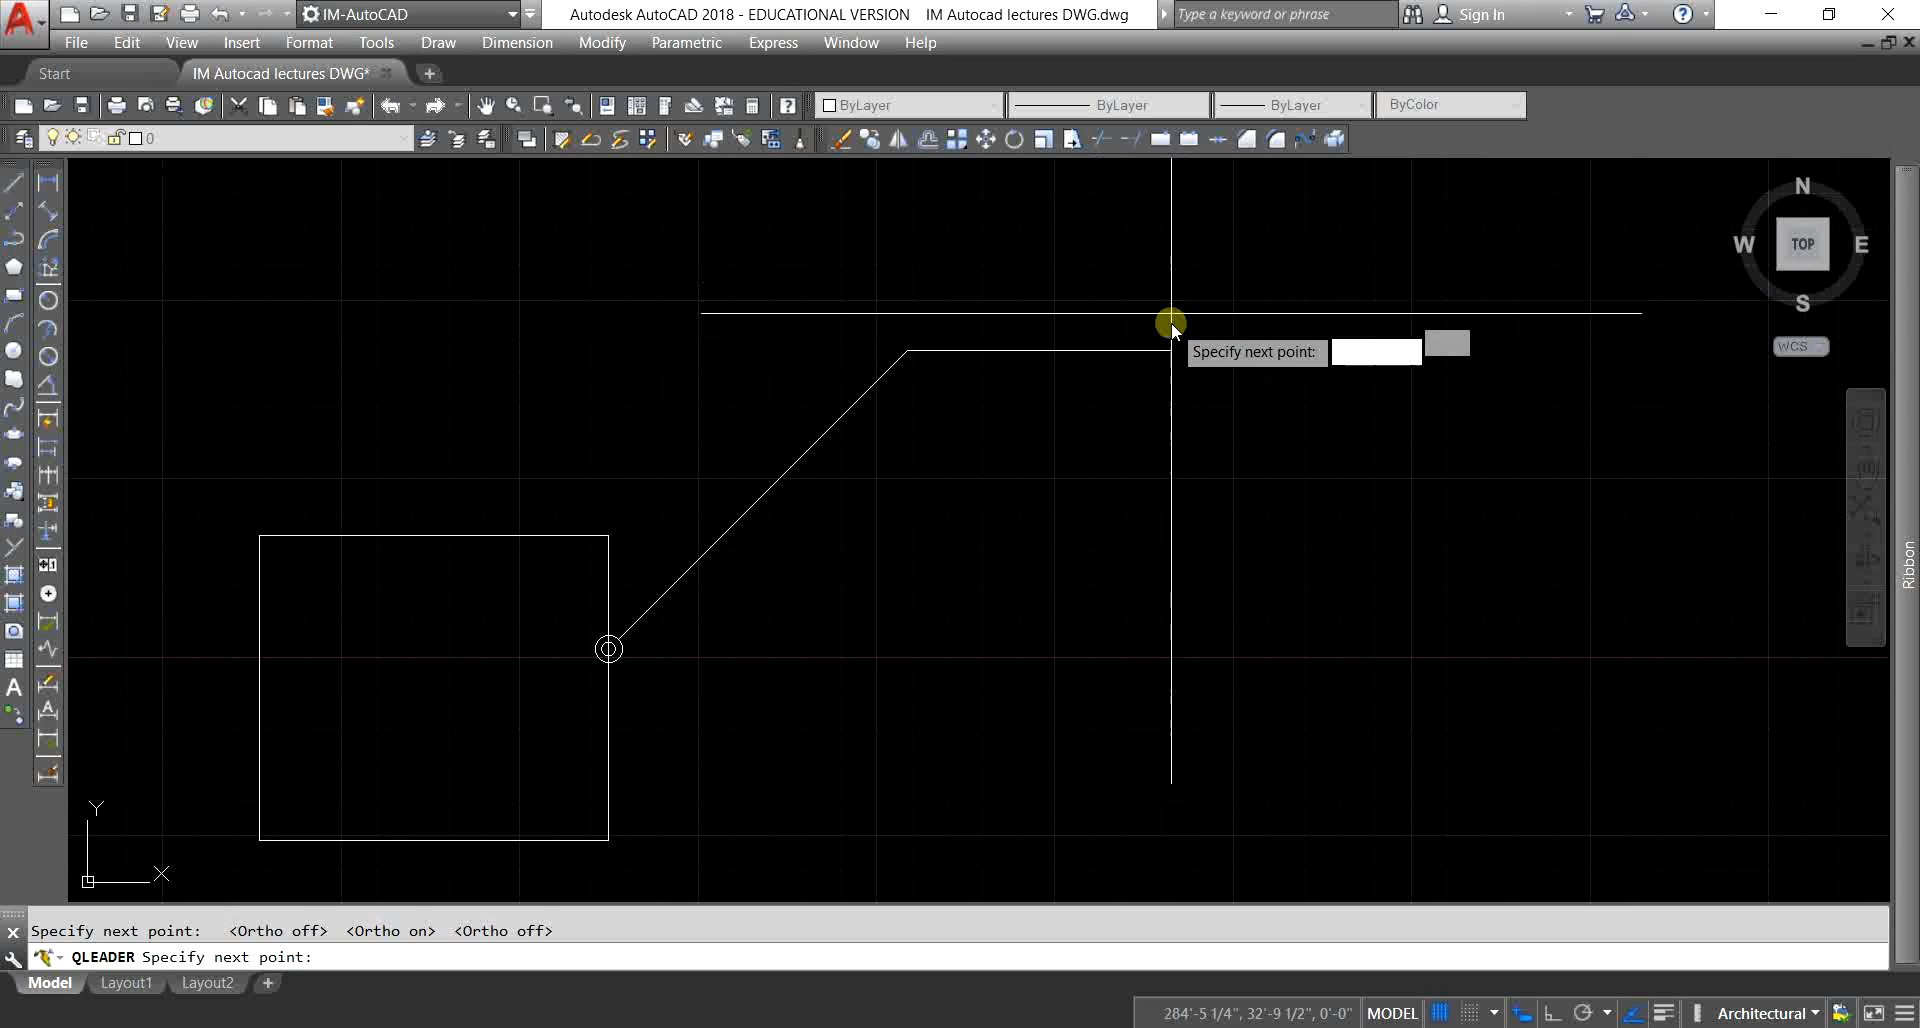 IM-AutoCAD
Autodesk AutoCAD 2018 - EDUCATIONAL VERSION IM Autocad lectures DWG.dwg
Type a keyword or phrase
Sign In
File Edit View Insert Format Tools Draw Dimension Modify Parametric Express Window Help
Start
IM Autocad lectures DWG*
ByLayer
ByLayer
ByLayer
ByColor
0
N
W
TOP
E
S
WCS
Specify next point:
Ribbon
Y
X
Specify next point: <Ortho off> <Ortho on> <Ortho off>
QLEADER Specify next point:
Model Layout1 Layout2
284'-5 1/4", 32'-9 1/2", 0'-0" MODEL
Architectural